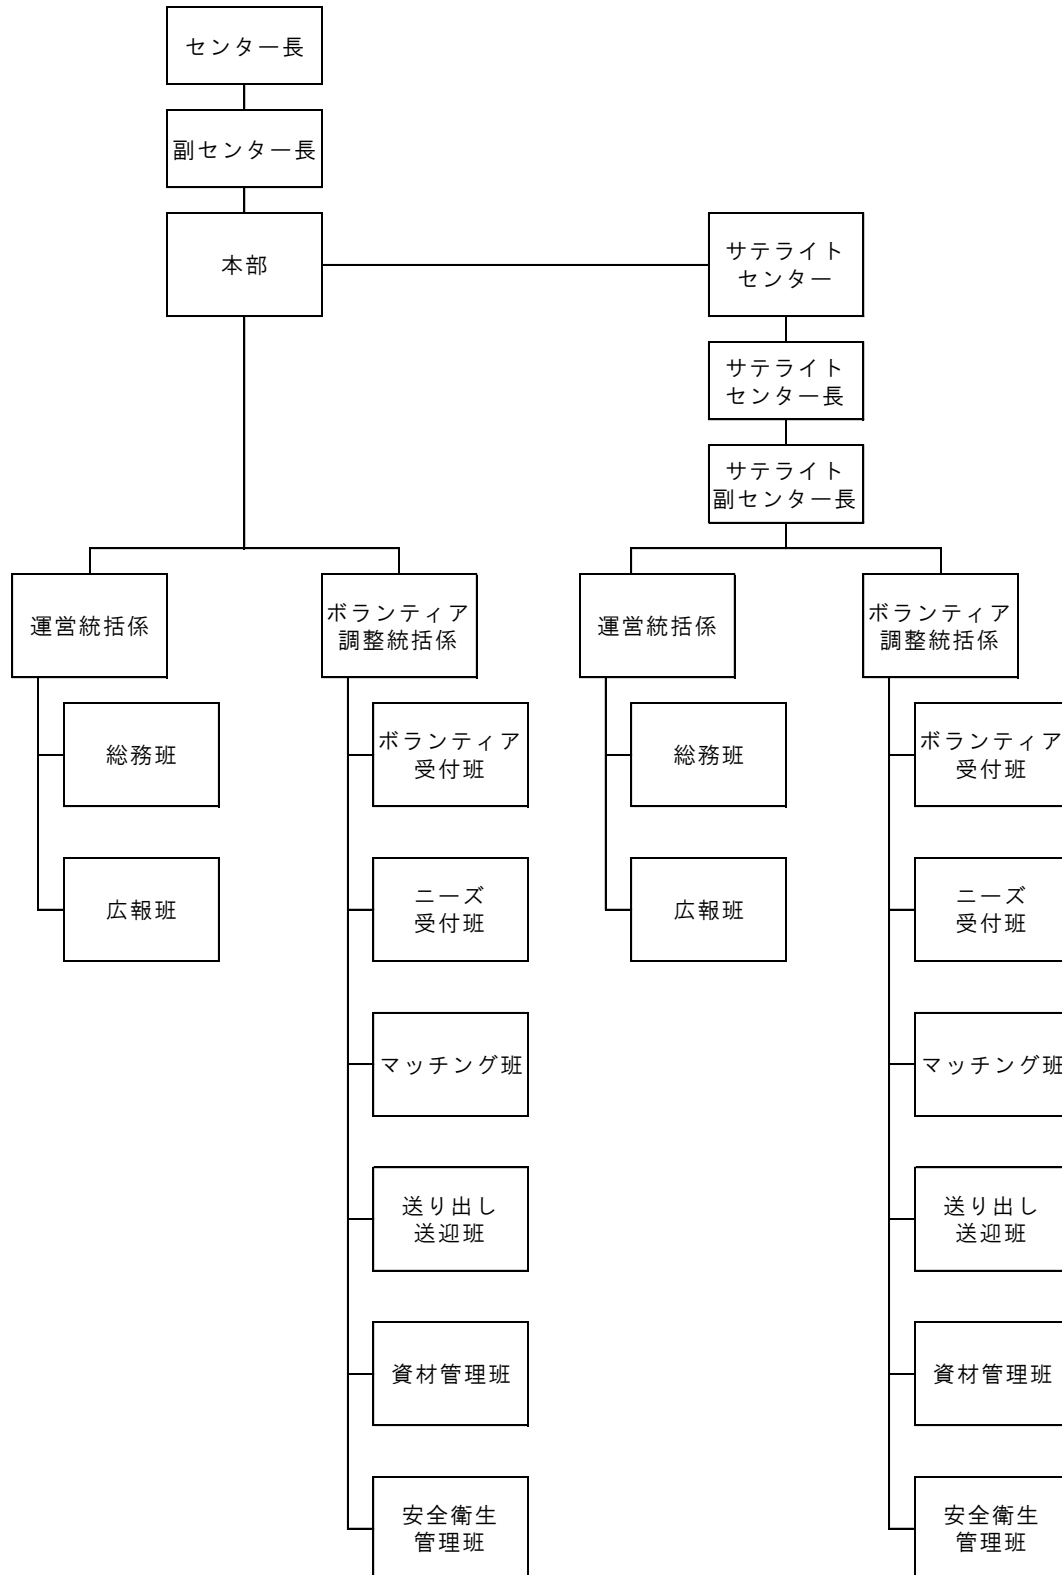 センター長
副センター長
本部
サテライト
センター
サテライト
センター長
サテライト
副センター長
運営統括係
ボランティア
調整統括係
運営統括係
ボランティア
調整統括係
総務班
ボランティア
受付班
総務班
ボランティア
受付班
広報班
ニーズ
受付班
広報班
ニーズ
受付班
マッチング班
マッチング班
送り出し
送迎班
送り出し
送迎班
資材管理班
資材管理班
安全衛生
管理班
安全衛生
管理班